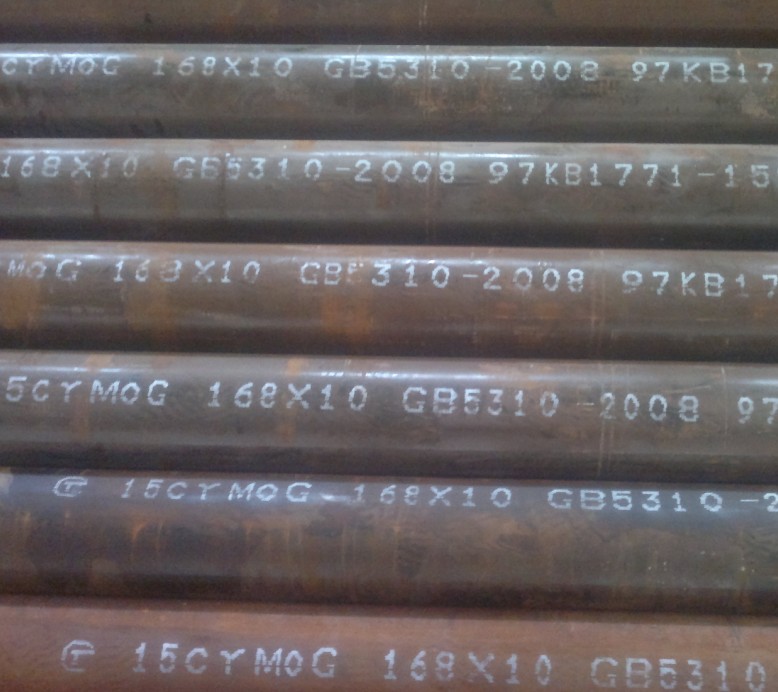 CYMOG 168X10 GB5310-2008 97KB17
168X10 GB5310-2008 97KB1771-15
MOG 168X10 GB5310-2008 97KB17
5CYMOG 168X10 GB5310-2008 97
15CYMOG 168X10 GB5310-2
15CYMOG 168X10 GB5310